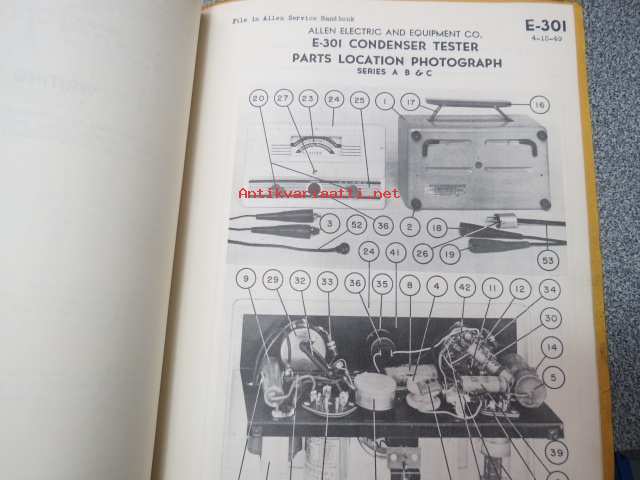 File in Allen Service Handbook
E-301
4-15-49
ALLEN ELECTRIC AND EQUIPMENT CO.
E-301 CONDENSER TESTER
PARTS LOCATION PHOTOGRAPH
SERIES A B & C
20 27 23 24 25 1 17 16
Antikvariaatti.net
3 52 36 2 18 26 19 53
24 41
9 29 32 33 36 35 8 4 42 11 12 34
30
14
5
39